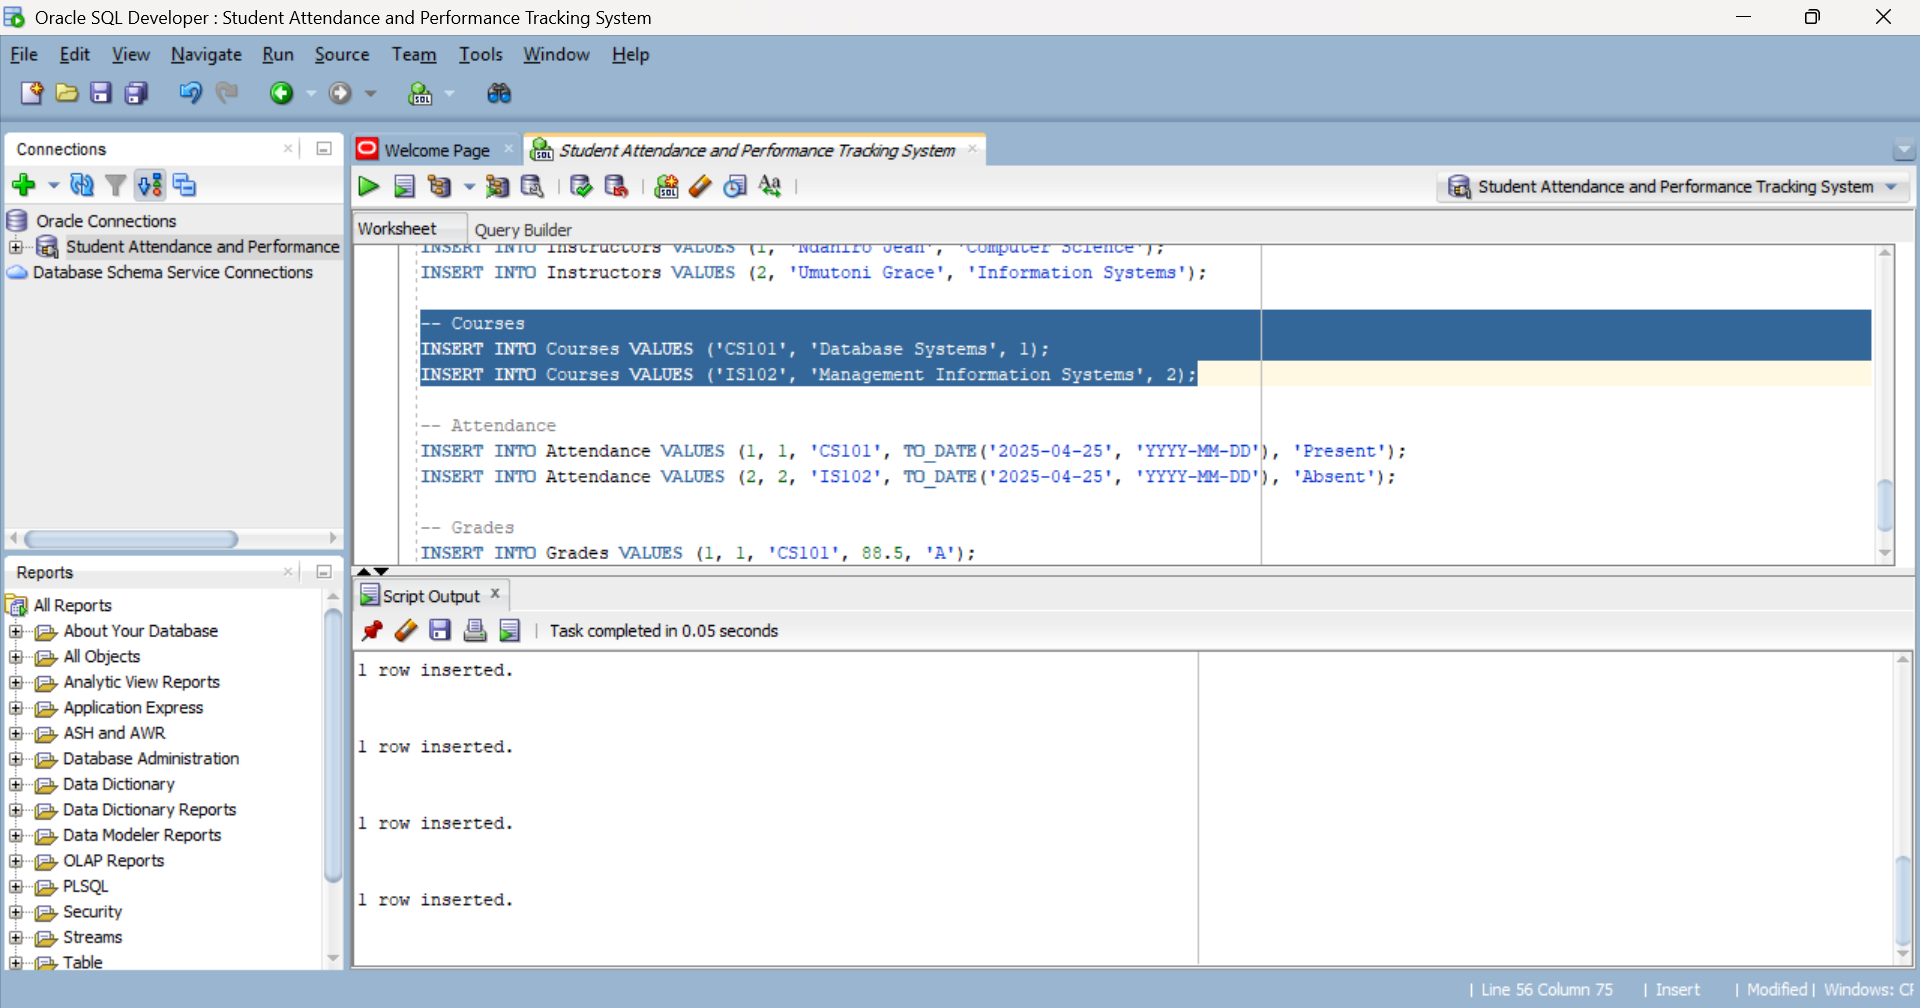 Oracle SQL Developer : Student Attendance and Performance Tracking System
File Edit View Navigate Run Source Team Tools Window Help
Connections
Oracle Connections
Student Attendance and Performance
Database Schema Service Connections
Reports
All Reports
About Your Database
All Objects
Analytic View Reports
Application Express
ASH and AWR
Database Administration
Data Dictionary
Data Dictionary Reports
Data Modeler Reports
OLAP Reports
PLSQL
Security
Streams
Table
Welcome Page
Student Attendance and Performance Tracking System
Student Attendance and Performance Tracking System
Worksheet Query Builder
INSERT INTO Instructors VALUES (1, 'Ndahiro Jean', 'Computer Science');
INSERT INTO Instructors VALUES (2, 'Umutoni Grace', 'Information Systems');
-- Courses
INSERT INTO Courses VALUES ('CS101', 'Database Systems', 1);
INSERT INTO Courses VALUES ('IS102', 'Management Information Systems', 2);
-- Attendance
INSERT INTO Attendance VALUES (1, 1, 'CS101', TO_DATE('2025-04-25', 'YYYY-MM-DD'), 'Present');
INSERT INTO Attendance VALUES (2, 2, 'IS102', TO_DATE('2025-04-25', 'YYYY-MM-DD'), 'Absent');
-- Grades
INSERT INTO Grades VALUES (1, 1, 'CS101', 88.5, 'A');
Script Output
Task completed in 0.05 seconds
1 row inserted.
1 row inserted.
1 row inserted.
1 row inserted.
| Line 56 Column 75 | Insert | Modified | Windows: CF